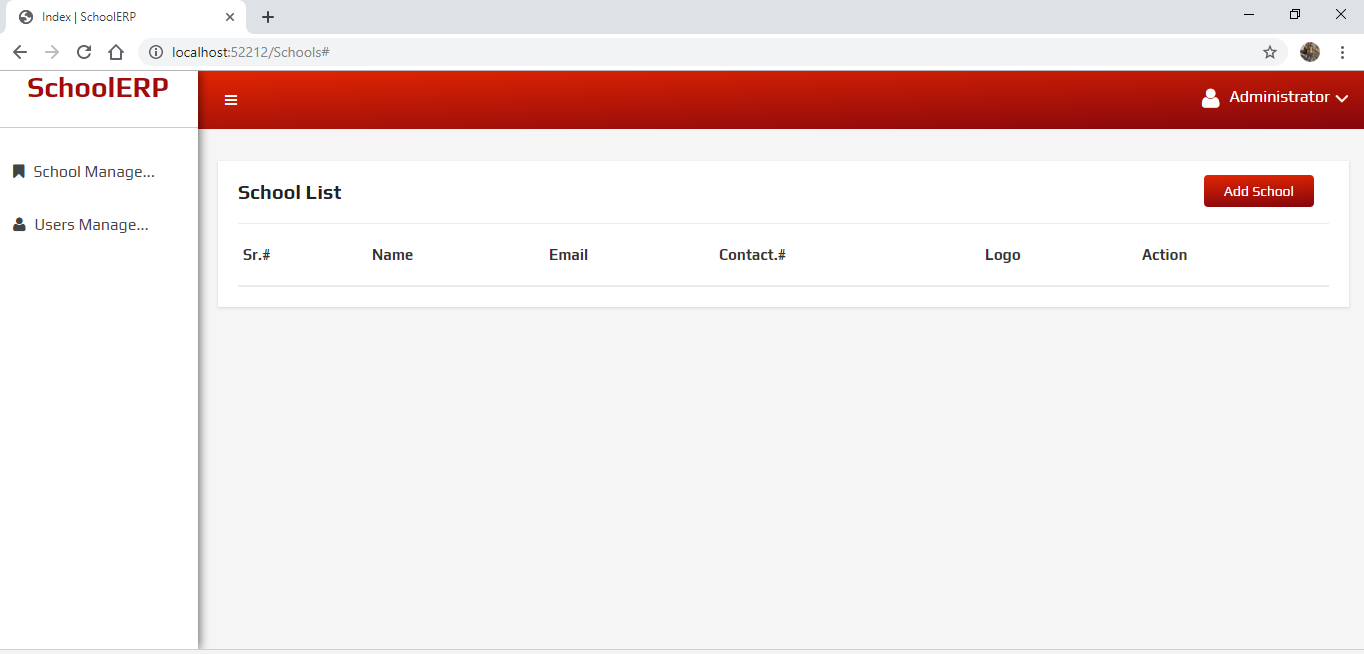 Index | SchoolERP
localhost:52212/Schools#
SchoolERP
Administrator
School Manage...
Users Manage...
School List
Add School
Sr.# Name Email Contact.# Logo Action